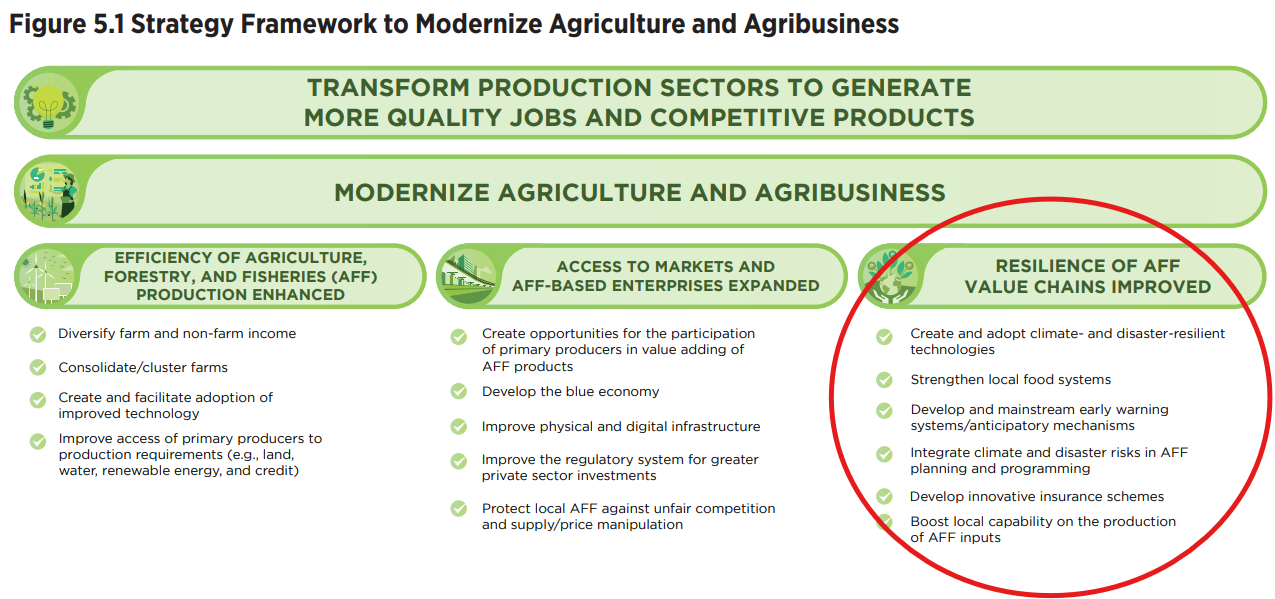 Figure 5.1 Strategy Framework to Modernize Agriculture and Agribusiness
TRANSFORM PRODUCTION SECTORS TO GENERATE
MORE QUALITY JOBS AND COMPETITIVE PRODUCTS
MODERNIZE AGRICULTURE AND AGRIBUSINESS
EFFICIENCY OF AGRICULTURE,
FORESTRY, AND FISHERIES (AFF)
PRODUCTION ENHANCED
Diversify farm and non-farm income
Consolidate/cluster farms
Create and facilitate adoption of
improved technology
Improve access of primary producers to
production requirements (e.g., land,
water, renewable energy, and credit)
ACCESS TO MARKETS AND
AFF-BASED ENTERPRISES EXPANDED
Create opportunities for the participation
of primary producers in value adding of
AFF products
Develop the blue economy
Improve physical and digital infrastructure
Improve the regulatory system for greater
private sector investments
Protect local AFF against unfair competition
and supply/price manipulation
RESILIENCE OF AFF
VALUE CHAINS IMPROVED
Create and adopt climate- and disaster-resilient
technologies
Strengthen local food systems
Develop and mainstream early warning
systems/anticipatory mechanisms
Integrate climate and disaster risks in AFF
planning and programming
Develop innovative insurance schemes
Boost local capability on the production
of AFF inputs